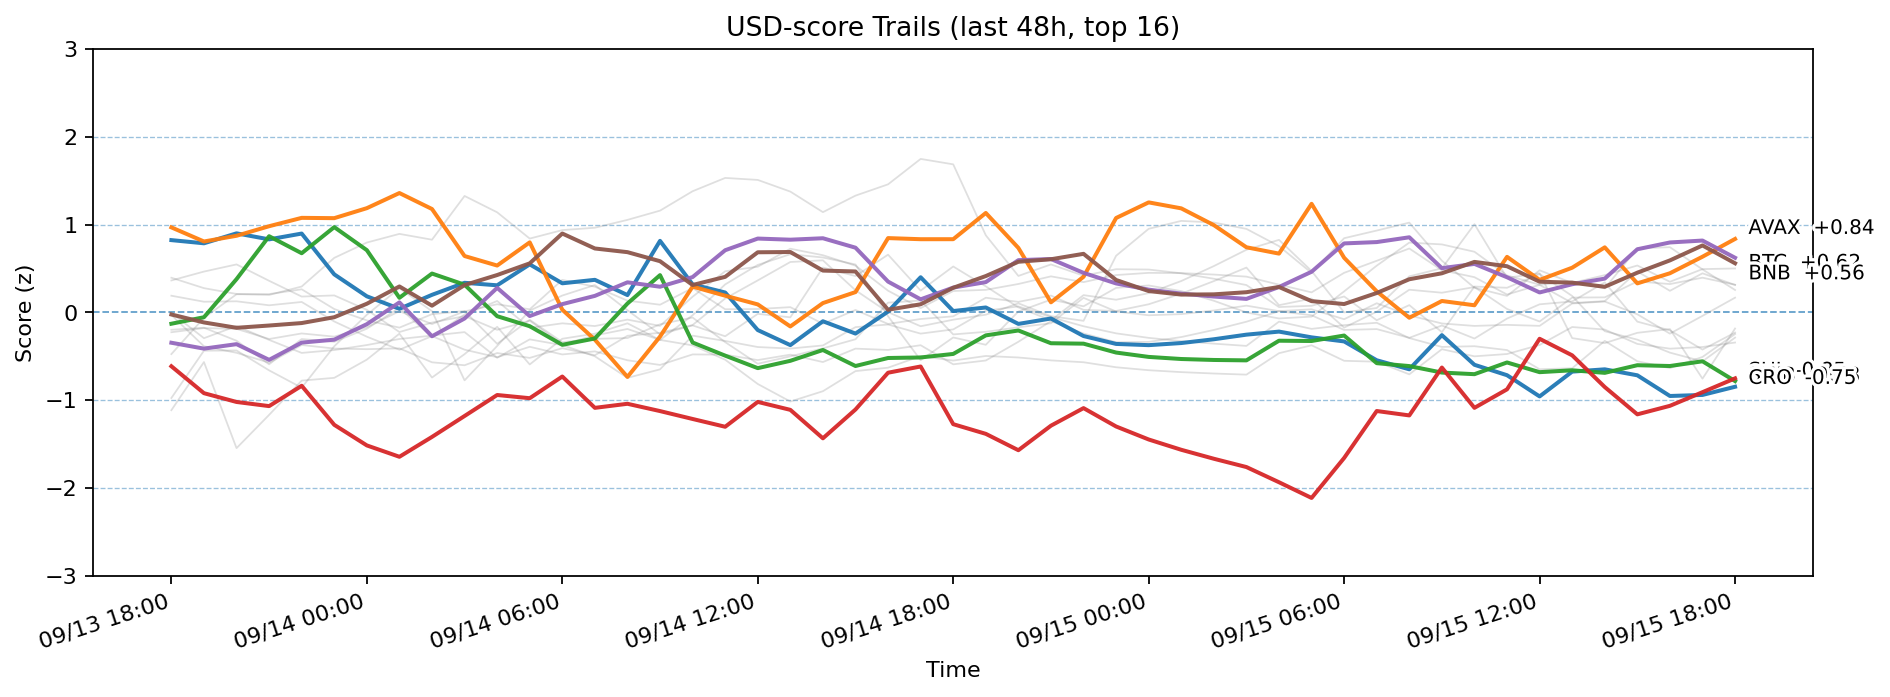 USD-score Trails (last 48h, top 16)
Score (z)
3
2
1
0
−1
−2
−3
AVAX +0.84
BTC +0.62
BNB +0.56
CRO -0.75
09/13 18:00
09/14 00:00
09/14 06:00
09/14 12:00
09/14 18:00
09/15 00:00
09/15 06:00
09/15 12:00
09/15 18:00
Time